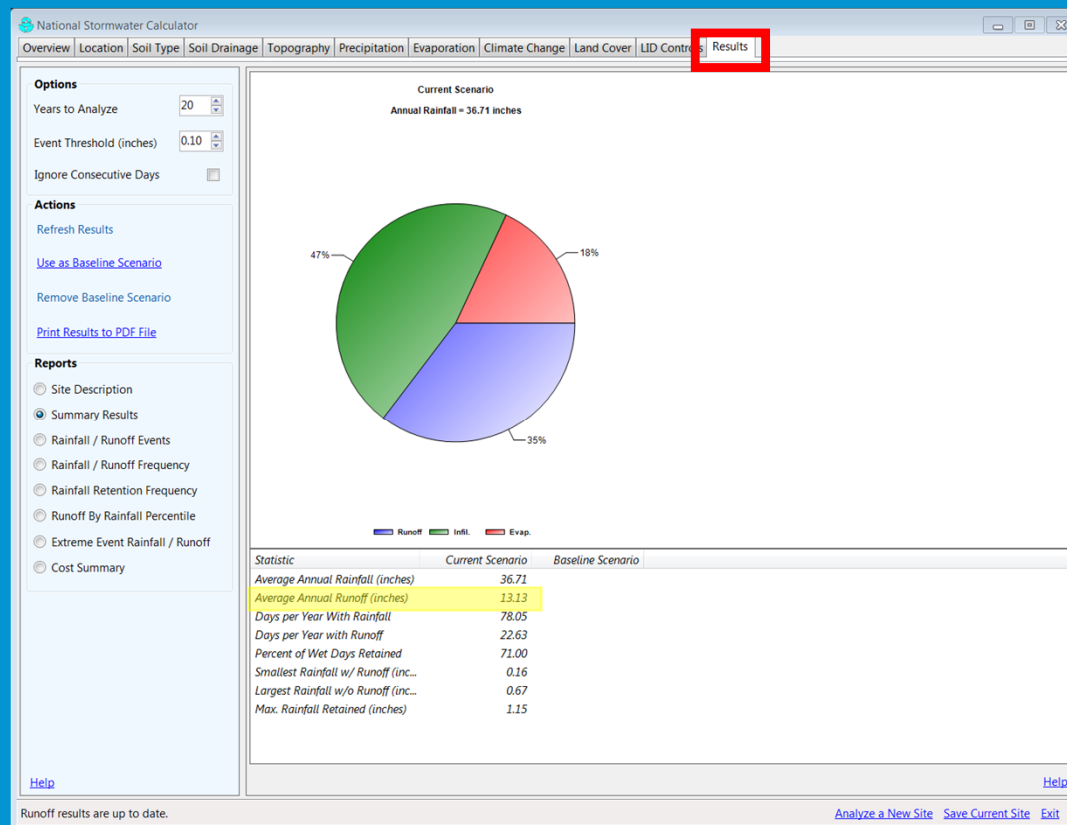 National Stormwater Calculator
Overview Location Soil Type Soil Drainage Topography Precipitation Evaporation Climate Change Land Cover LID Contr s Results
Options
Years to Analyze 20
Event Threshold (inches) 0.10
Ignore Consecutive Days
Actions
Refresh Results
Use as Baseline Scenario
Remove Baseline Scenario
Print Results to PDF File
Reports
Site Description
Summary Results
Rainfall / Runoff Events
Rainfall / Runoff Frequency
Rainfall Retention Frequency
Runoff By Rainfall Percentile
Extreme Event Rainfall / Runoff
Cost Summary
Help
Current Scenario
Annual Rainfall = 36.71 inches
47%
18%
35%
Runoff Infil. Evap.
Statistic Current Scenario Baseline Scenario
Average Annual Rainfall (inches) 36.71
Average Annual Runoff (inches) 13.13
Days per Year With Rainfall 78.05
Days per Year with Runoff 22.63
Percent of Wet Days Retained 71.00
Smallest Rainfall w/ Runoff (inc... 0.16
Largest Rainfall w/o Runoff (inc... 0.67
Max. Rainfall Retained (inches) 1.15
Help
Runoff results are up to date.
Analyze a New Site Save Current Site Exit